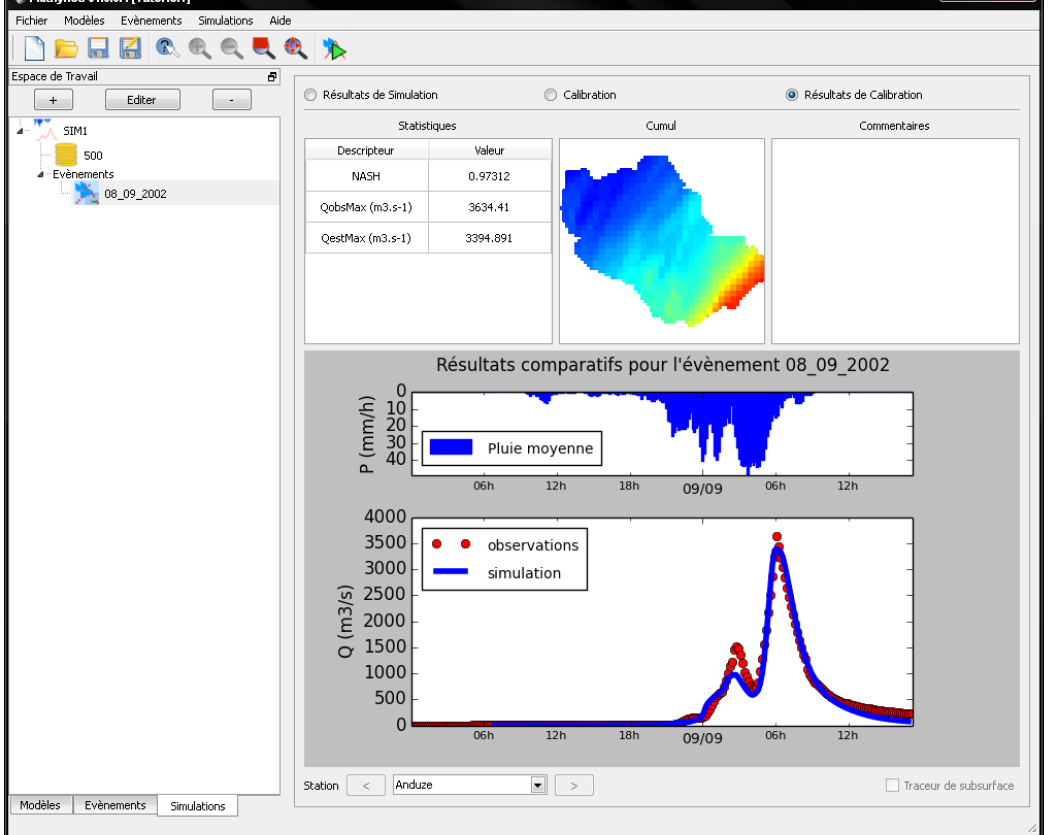 Fichier Modèles Evènements Simulations Aide
Espace de Travail
+ Editer -
SIM1
500
Evènements
08_09_2002
Résultats de Simulation Calibration Résultats de Calibration
Statistiques Cumul Commentaires
Descripteur Valeur
NASH 0.97312
QobsMax (m3.s-1) 3634.41
QestMax (m3.s-1) 3394.891
Résultats comparatifs pour l'évènement 08_09_2002
P (mm/h)
0
10
20
30
40
Pluie moyenne
06h 12h 18h 09/09 06h 12h
Q (m3/s)
4000
3500
3000
2500
2000
1500
1000
500
0
observations
simulation
06h 12h 18h 09/09 06h 12h
Station < Anduze > Traceur de subsurface
Modèles Evènements Simulations